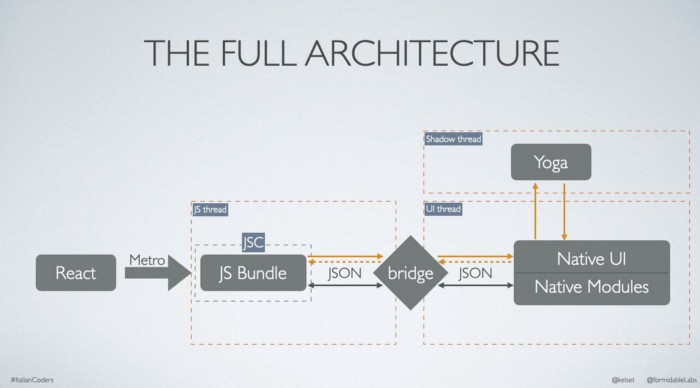 THE FULL ARCHITECTURE
Shadow thread
Yoga
JS thread
UI thread
JSC
React
Metro
JS Bundle
JSON
bridge
JSON
Native UI
Native Modules
#ItalianCoders
@kelset @formidableLabs